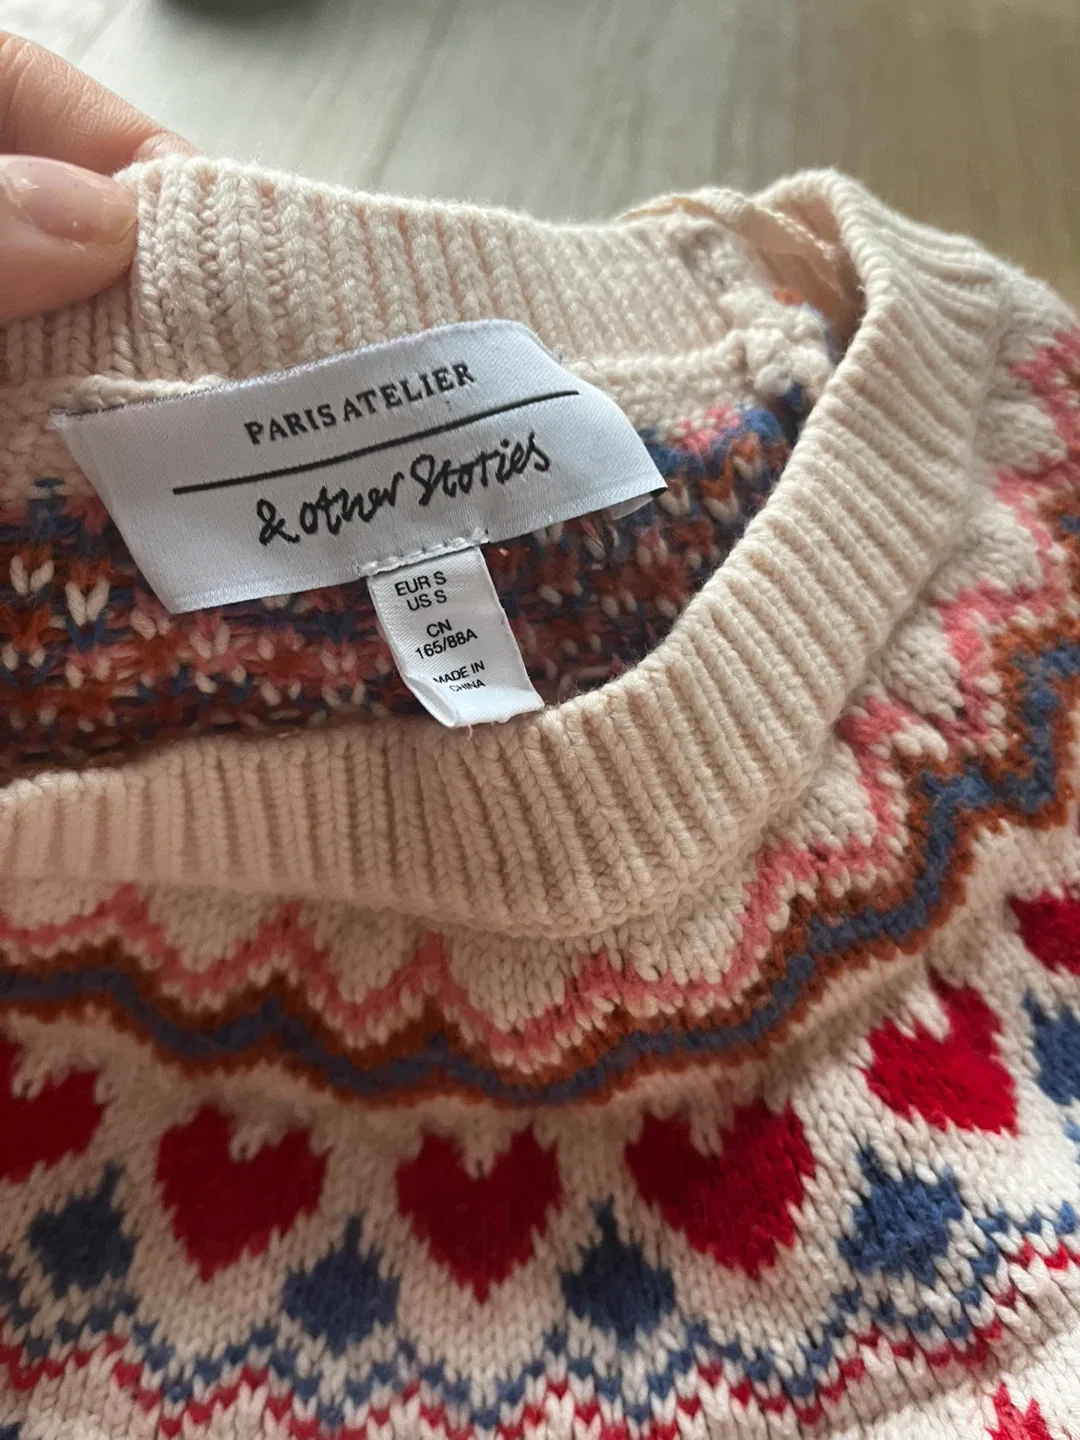 PARIS ATELIER
& other Stories
EUR S
US S
CN
165/88A
MADE IN
CHINA